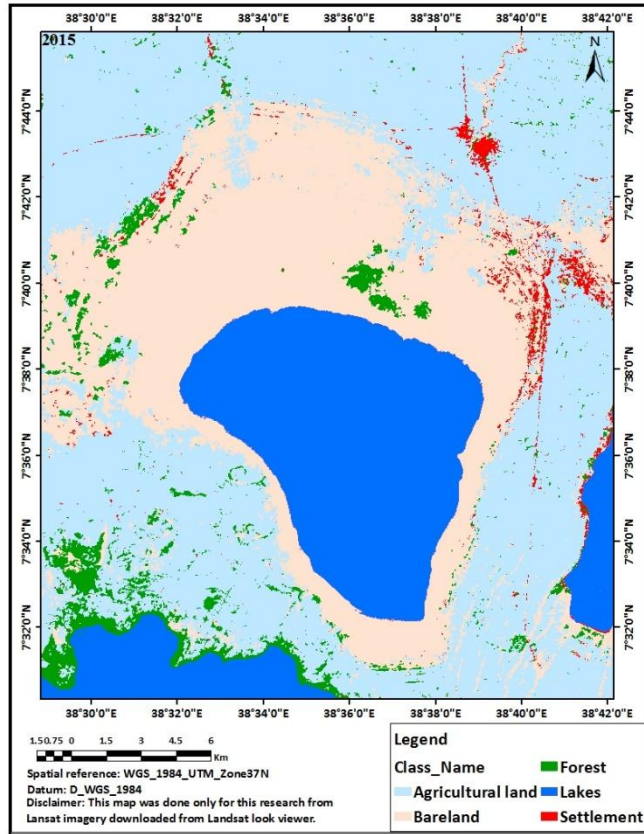 38°30'0"E 38°32'0"E 38°34'0"E 38°36'0"E 38°38'0"E 38°40'0"E 38°42'0"E
2015
N
7°44'0"N 7°44'0"N
7°42'0"N 7°42'0"N
7°40'0"N 7°40'0"N
7°38'0"N 7°38'0"N
7°36'0"N 7°36'0"N
7°34'0"N 7°34'0"N
7°32'0"N 7°32'0"N
38°30'0"E 38°32'0"E 38°34'0"E 38°36'0"E 38°38'0"E 38°40'0"E 38°42'0"E
1.5 0.75 0 1.5 3 4.5 6
Km
Spatial reference: WGS_1984_UTM_Zone37N
Datum: D_WGS_1984
Disclaimer: This map was done only for this research from
Lansat imagery downloaded from Landsat look viewer.
Legend
Class_Name
Agricultural land
Bareland
Forest
Lakes
Settlement